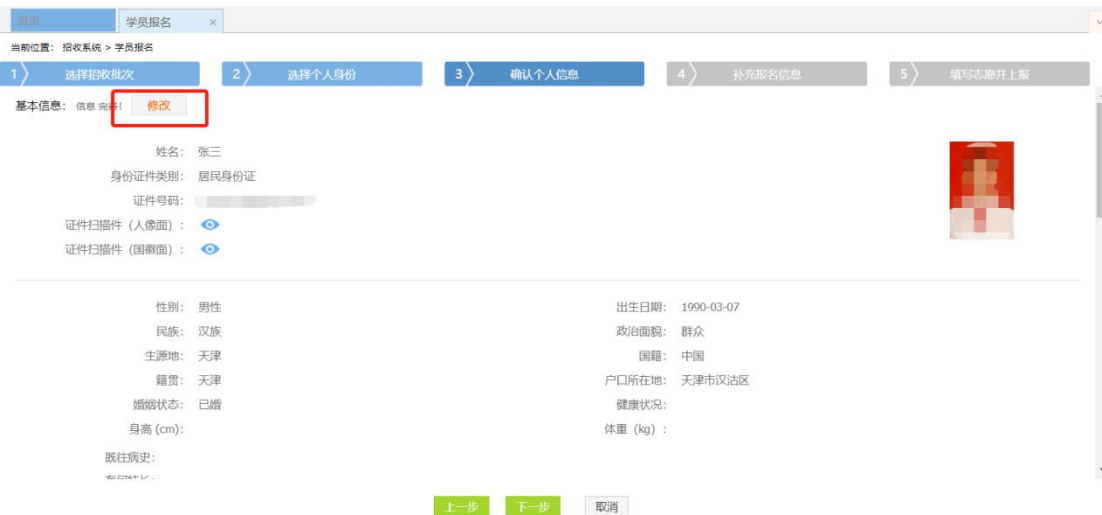 首页 学员报名 ×
当前位置： 招收系统 > 学员报名
1 选择招收批次 2 选择个人身份 3 确认个人信息 4 补充报名信息 5 填写志愿并上报
基本信息： 信息 完善! 修改
姓名： 张三
身份证件类别： 居民身份证
证件号码：
证件扫描件（人像面）：
证件扫描件（国徽面）：
性别： 男性 出生日期： 1990-03-07
民族： 汉族 政治面貌： 群众
生源地： 天津 国籍： 中国
籍贯： 天津 户口所在地： 天津市汉沽区
婚姻状态： 已婚 健康状况：
身高 (cm)： 体重（kg）：
既往病史：
有何特长：
上一步 下一步 取消